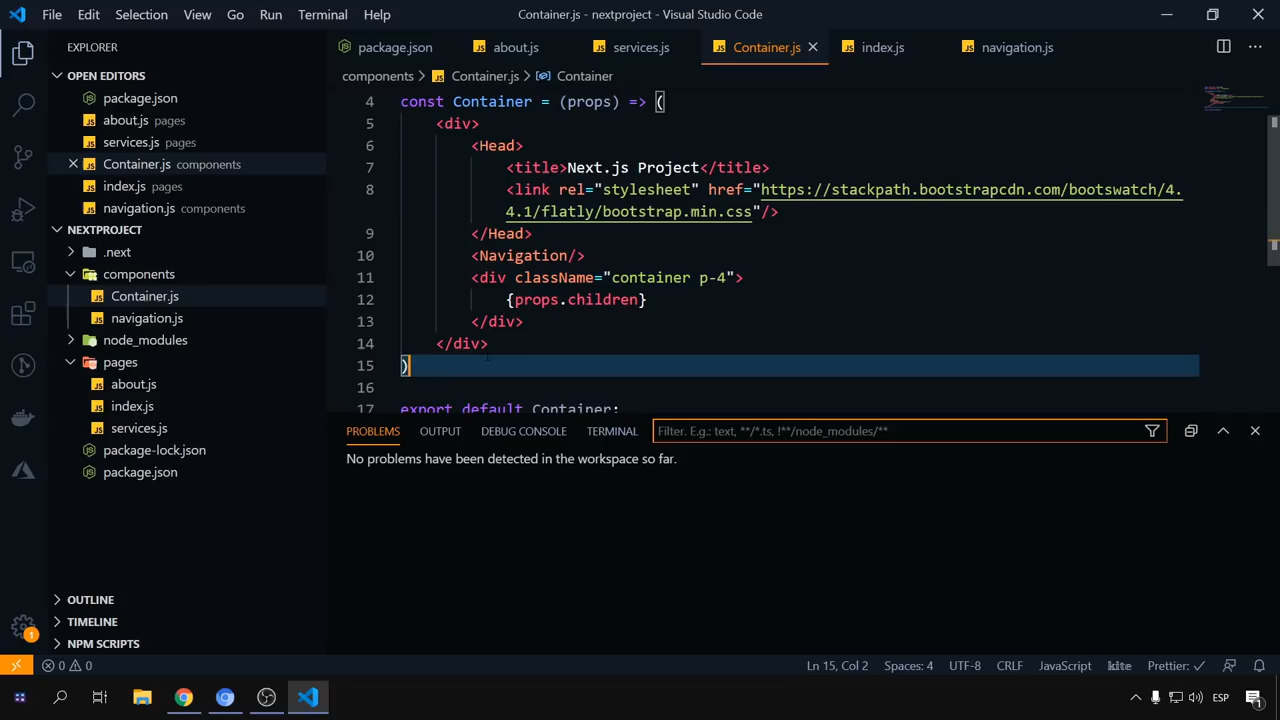 File Edit Selection View Go Run Terminal Help
Container.js - nextproject - Visual Studio Code
EXPLORER
OPEN EDITORS
package.json
about.js pages
services.js pages
Container.js components
index.js pages
navigation.js components
NEXTPROJECT
.next
components
Container.js
navigation.js
node_modules
pages
about.js
index.js
services.js
package-lock.json
package.json
OUTLINE
TIMELINE
NPM SCRIPTS
package.json about.js services.js Container.js index.js navigation.js
components > Container.js > Container
4 const Container = (props) => (
5 <div>
6 <Head>
7 <title>Next.js Project</title>
8 <link rel="stylesheet" href="https://stackpath.bootstrapcdn.com/bootswatch/4.
4.1/flatly/bootstrap.min.css"/>
9 </Head>
10 <Navigation/>
11 <div className="container p-4">
12 {props.children}
13 </div>
14 </div>
15 )
16
17 export default Container;
PROBLEMS OUTPUT DEBUG CONSOLE TERMINAL Filter. E.g.: text, **/*.ts, !**/node_modules/**
No problems have been detected in the workspace so far.
1
0 0 Ln 15, Col 2 Spaces: 4 UTF-8 CRLF JavaScript kite Prettier: ✓
ESP 1